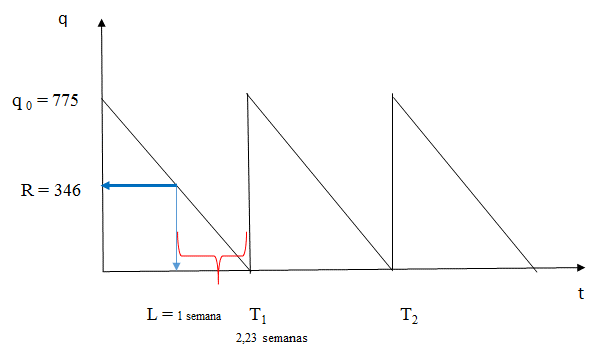 q
q 0 = 775
R = 346
t
L = 1 semana T1 T2
2,23 semanas